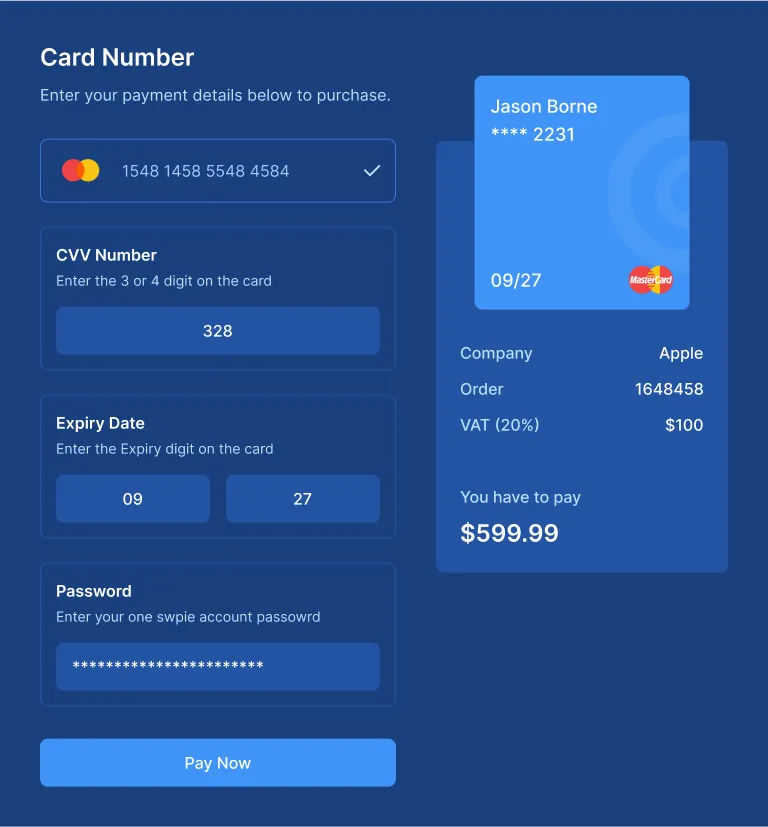 Card Number
Enter your payment details below to purchase.
1548 1458 5548 4584
CVV Number
Enter the 3 or 4 digit on the card
328
Expiry Date
Enter the Expiry digit on the card
09 27
Password
Enter your one swpie account passowrd
***********************
Pay Now
Jason Borne
**** 2231
09/27 MasterCard
Company Apple
Order 1648458
VAT (20%) $100
You have to pay
$599.99